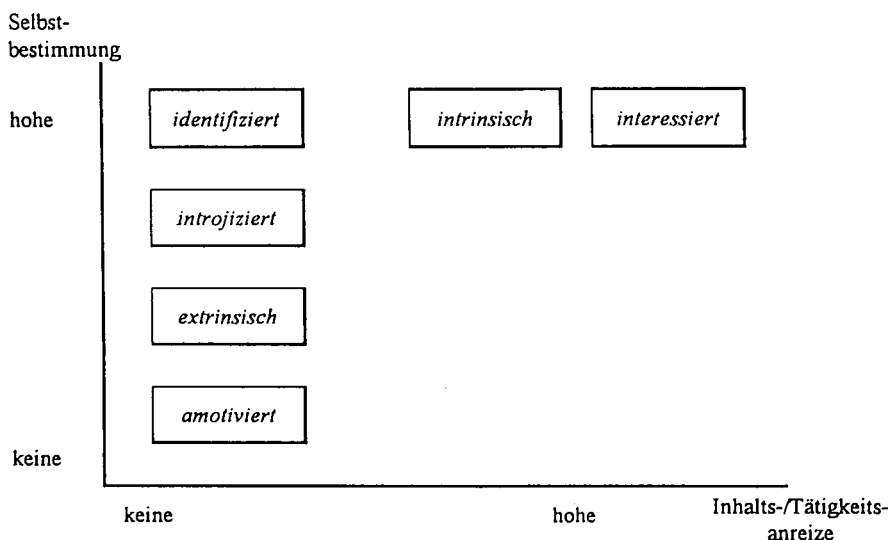 Selbst-
bestimmung
hohe
identifiziert
intrinsisch
interessiert
introjiziert
extrinsisch
amotiviert
keine
keine
hohe
Inhalts-/Tätigkeits-
anreize